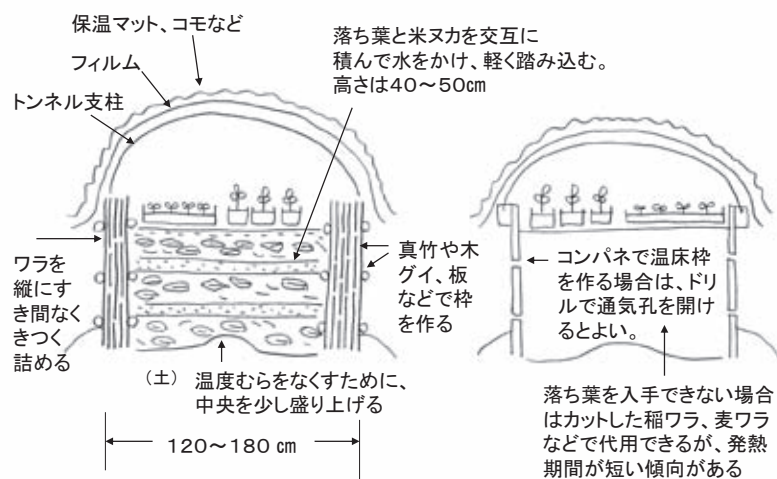 保温マット、コモなど
フィルム
トンネル支柱
落ち葉と米ヌカを交互に
積んで水をかけ、軽く踏み込む。
高さは40～50㎝
ワラを
縦にす
き間なく
きつく
詰める
真竹や木
グイ、板
などで枠
を作る
（土）
温度むらをなくすために、
中央を少し盛り上げる
120～180 ㎝
コンパネで温床枠
を作る場合は、ドリ
ルで通気孔を開け
るとよい。
落ち葉を入手できない場合
はカットした稲ワラ、麦ワラ
などで代用できるが、発熱
期間が短い傾向がある